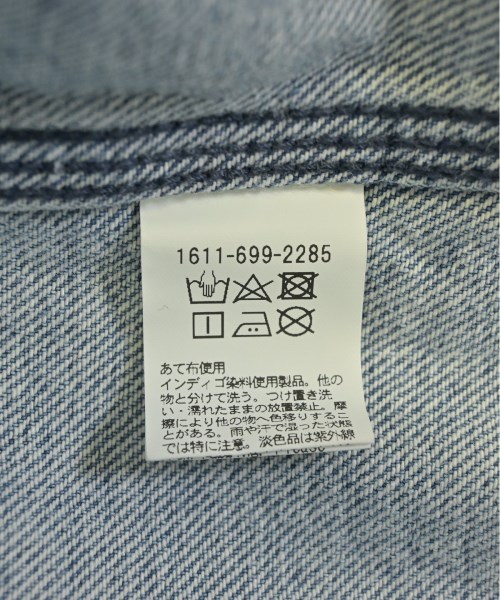 1611-699-2285
あて布使用
インディゴ染料使用製品。他の
物と分けて洗う。つけ置き洗
い・濡れたままの放置禁止。摩
擦により他の物へ色移りするこ
とがある。雨や汗で湿った状態
では特に注意。淡色品は紫外線